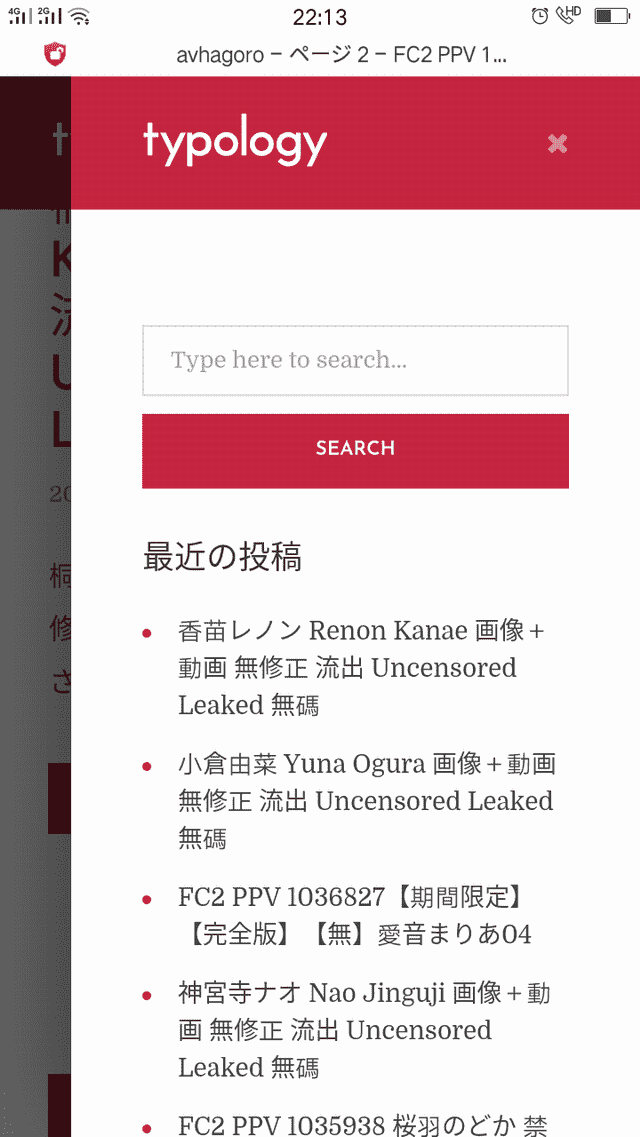 4G 2G 22:13 HD
avhagoro – ページ 2 – FC2 PPV 1...
typology
Type here to search...
SEARCH
最近の投稿
香苗レノン Renon Kanae 画像＋
動画 無修正 流出 Uncensored
Leaked 無碼
小倉由菜 Yuna Ogura 画像＋動画
無修正 流出 Uncensored Leaked
無碼
FC2 PPV 1036827【期間限定】
【完全版】【無】愛音まりあ04
神宮寺ナオ Nao Jinguji 画像＋動
画 無修正 流出 Uncensored
Leaked 無碼
FC2 PPV 1035938 桜羽のどか 禁
t
K
流
U
L
20
桐
修
さ